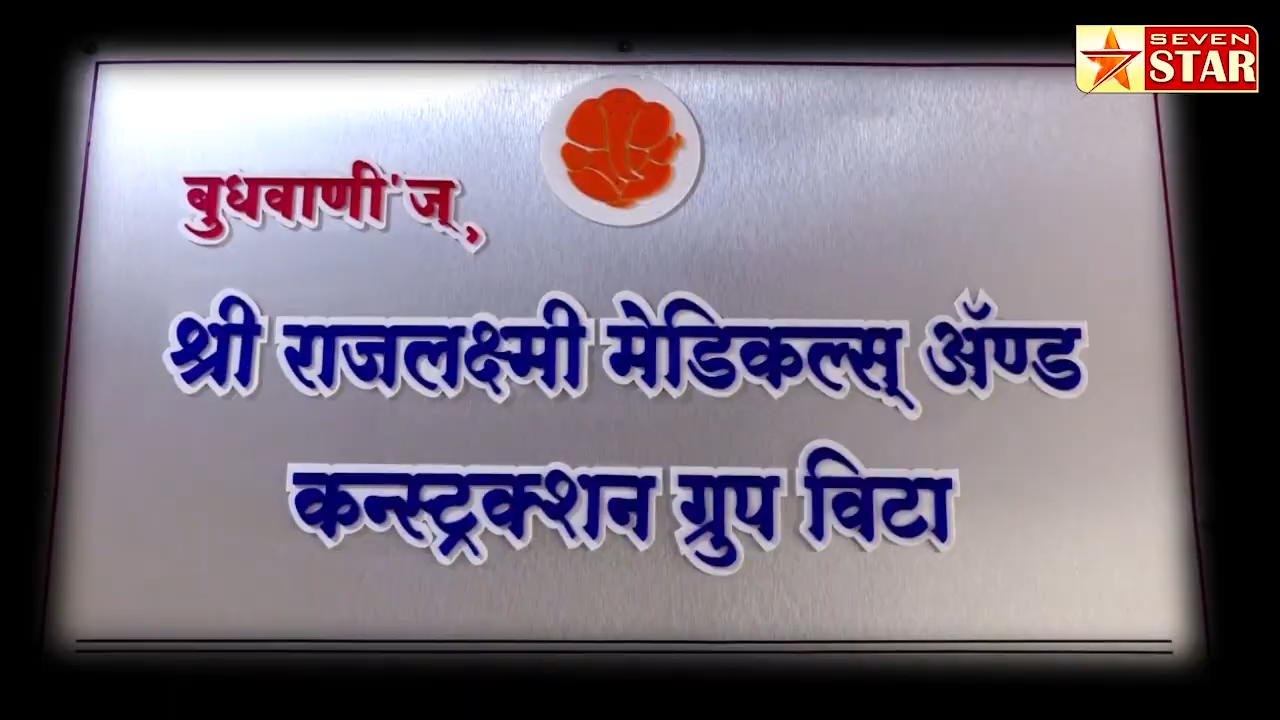 SEVEN
STAR
बुधवाणी'ज्,
श्री राजलक्ष्मी मेडिकल्स् ॲण्ड
कन्स्ट्रक्शन ग्रुप विटा